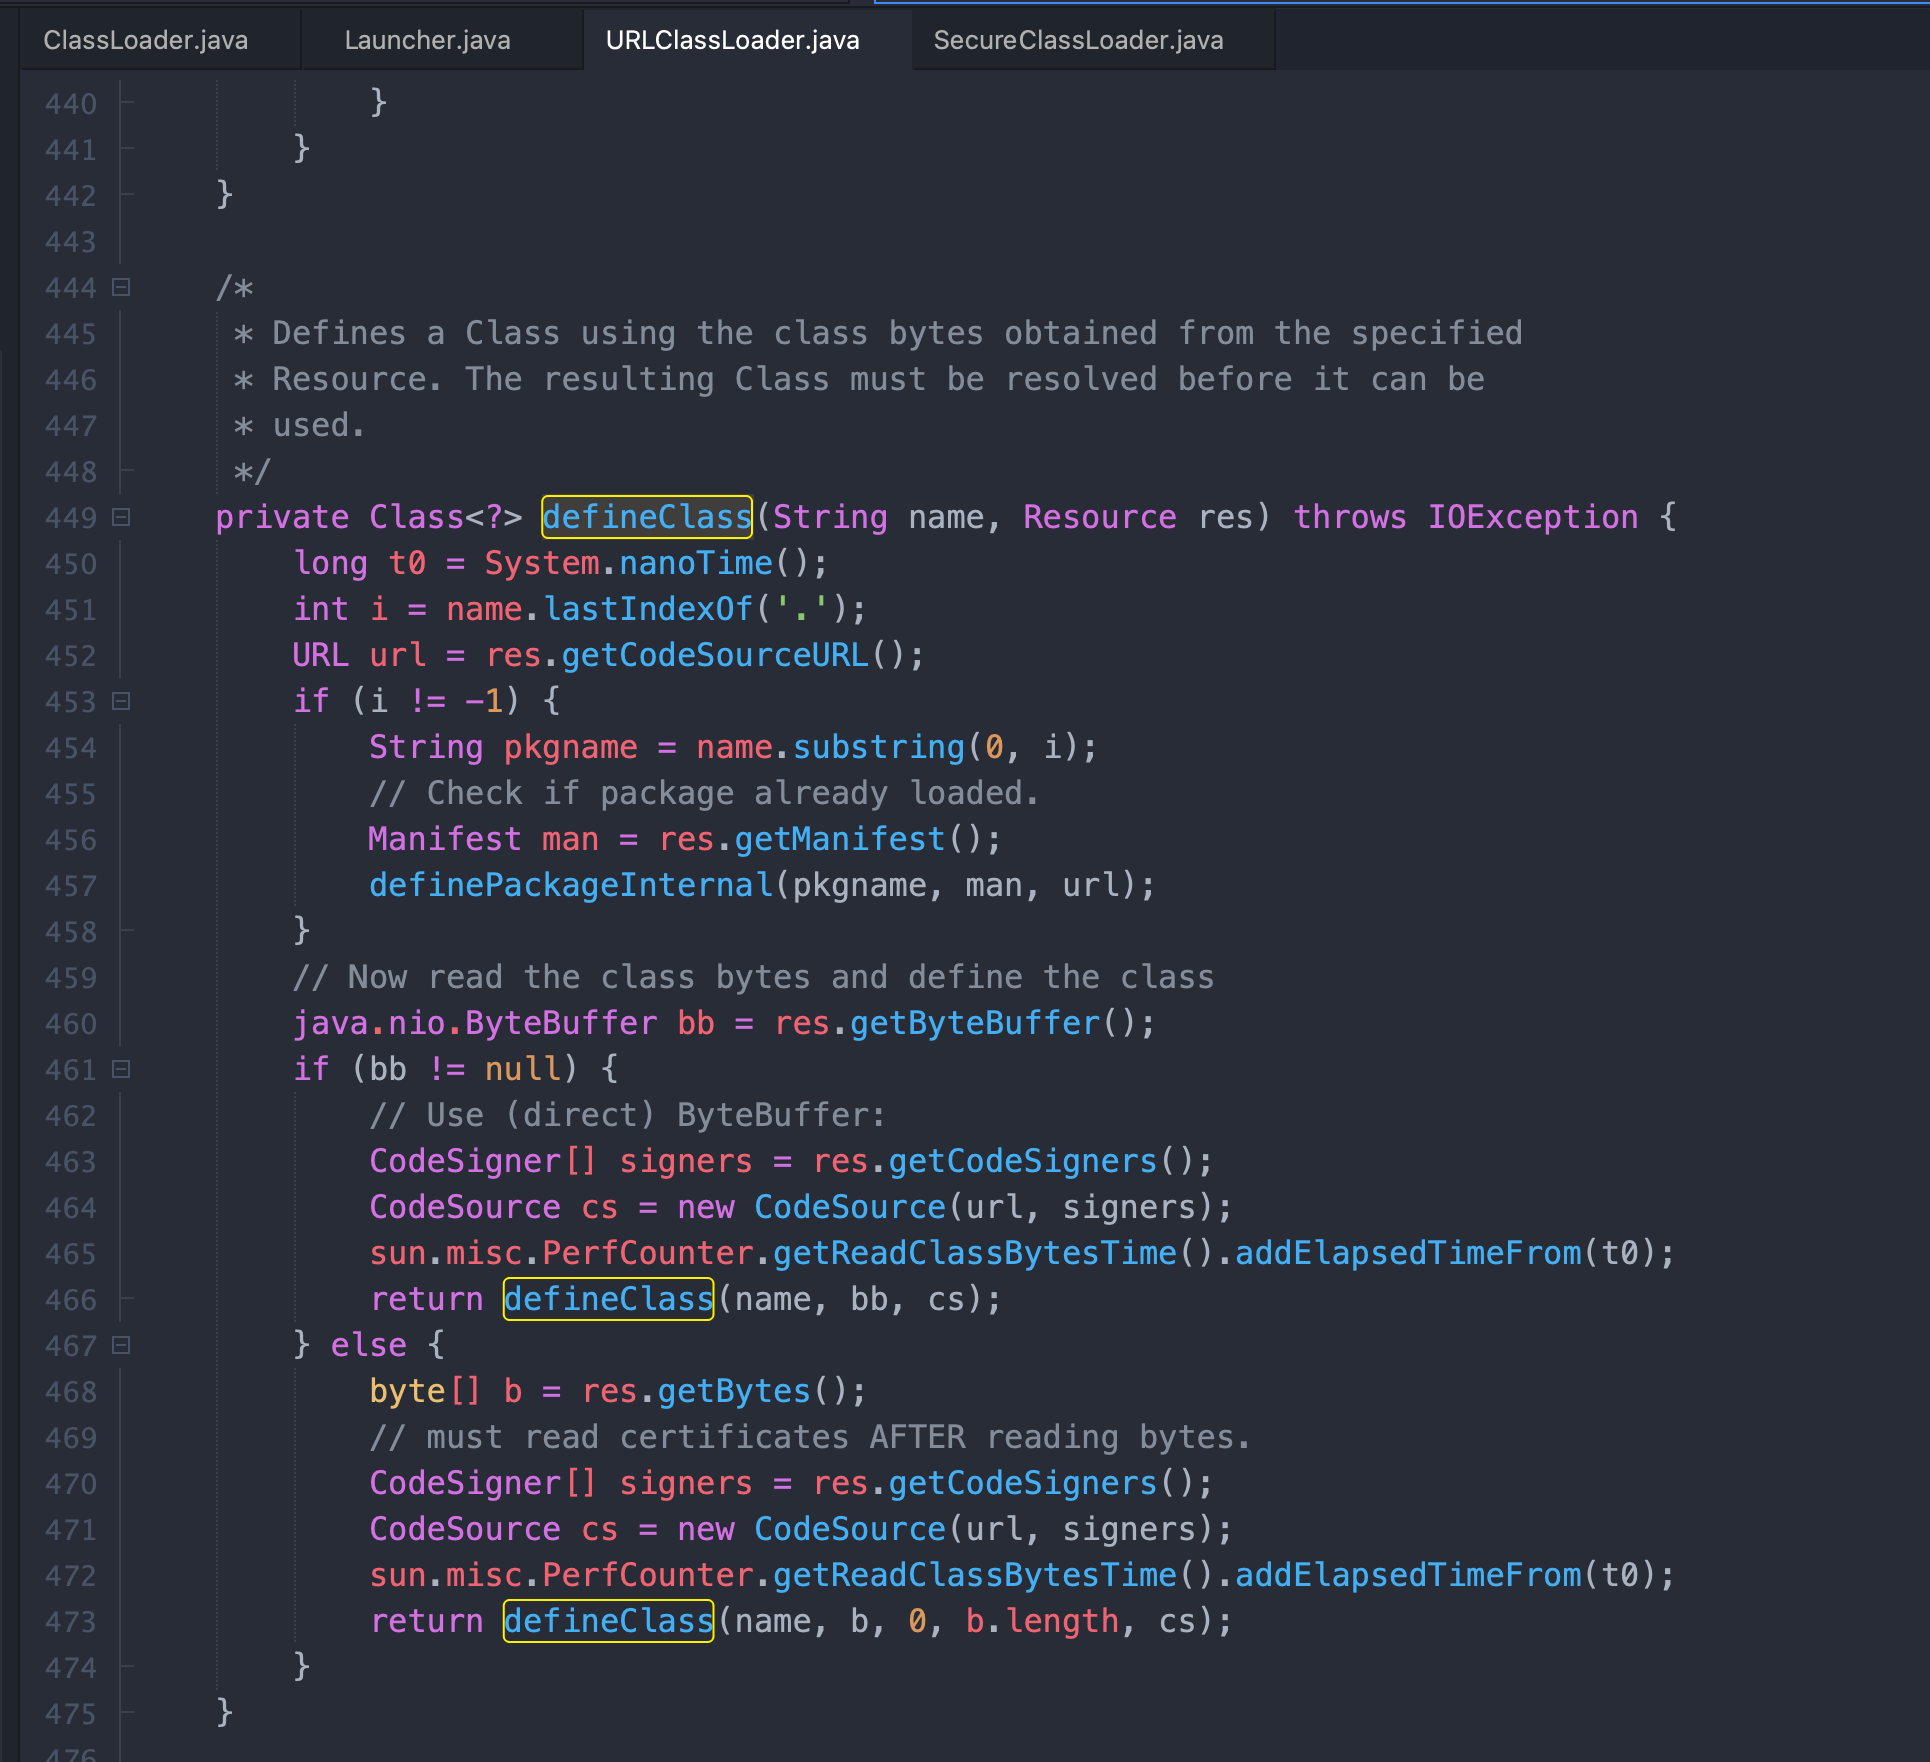 ClassLoader.java Launcher.java URLClassLoader.java SecureClassLoader.java
440 }
441 }
442 }
443
444 /*
445 * Defines a Class using the class bytes obtained from the specified
446 * Resource. The resulting Class must be resolved before it can be
447 * used.
448 */
449 private Class<?> defineClass(String name, Resource res) throws IOException {
450 long t0 = System.nanoTime();
451 int i = name.lastIndexOf('.');
452 URL url = res.getCodeSourceURL();
453 if (i != -1) {
454 String pkgname = name.substring(0, i);
455 // Check if package already loaded.
456 Manifest man = res.getManifest();
457 definePackageInternal(pkgname, man, url);
458 }
459 // Now read the class bytes and define the class
460 java.nio.ByteBuffer bb = res.getByteBuffer();
461 if (bb != null) {
462 // Use (direct) ByteBuffer:
463 CodeSigner[] signers = res.getCodeSigners();
464 CodeSource cs = new CodeSource(url, signers);
465 sun.misc.PerfCounter.getReadClassBytesTime().addElapsedTimeFrom(t0);
466 return defineClass(name, bb, cs);
467 } else {
468 byte[] b = res.getBytes();
469 // must read certificates AFTER reading bytes.
470 CodeSigner[] signers = res.getCodeSigners();
471 CodeSource cs = new CodeSource(url, signers);
472 sun.misc.PerfCounter.getReadClassBytesTime().addElapsedTimeFrom(t0);
473 return defineClass(name, b, 0, b.length, cs);
474 }
475 }
476